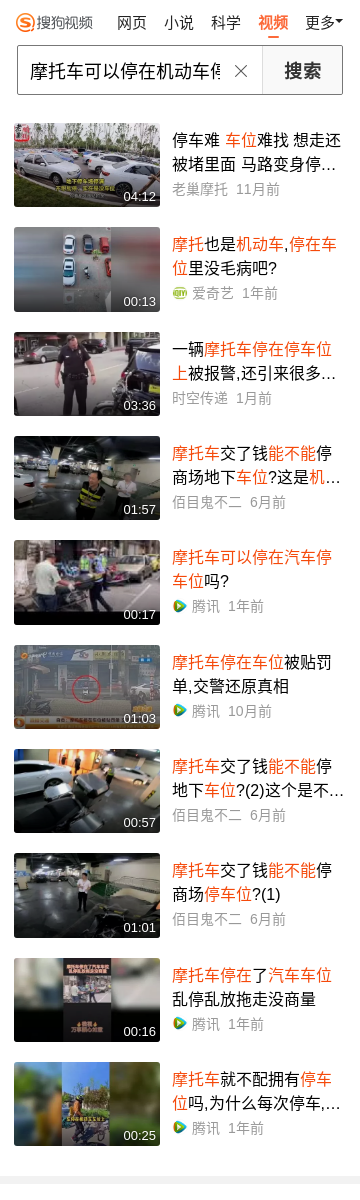 搜狗视频 网页 小说 科学 视频 更多
摩托车可以停在机动车停 搜索
停车难 车位难找 想走还
被堵里面 马路变身停…
04:12
老巢摩托 11月前
摩托也是机动车,停在车
位里没毛病吧?
00:13
爱奇艺 1年前
一辆摩托车停在停车位
上被报警,还引来很多…
03:36
时空传递 1月前
摩托车交了钱能不能停
商场地下车位?这是机…
01:57
佰目鬼不二 6月前
摩托车可以停在汽车停
车位吗?
00:17
腾讯 1年前
摩托车停在车位被贴罚
单,交警还原真相
01:03
腾讯 10月前
摩托车交了钱能不能停
地下车位?(2)这个是不…
00:57
佰目鬼不二 6月前
摩托车交了钱能不能停
商场停车位?(1)
01:01
佰目鬼不二 6月前
摩托车停在了汽车车位
乱停乱放拖走没商量
00:16
腾讯 1年前
摩托车就不配拥有停车
位吗,为什么每次停车,…
00:25
腾讯 1年前